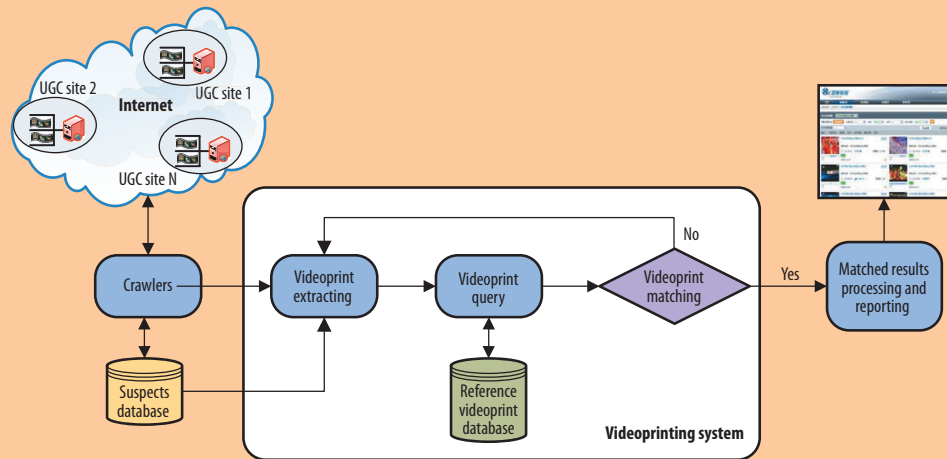 UGC site 2
UGC site 1
Internet
UGC site N
Crawlers
Videoprint
extracting
Videoprint
query
Videoprint
matching
No
Yes
Matched results
processing and
reporting
Suspects
database
Reference
videoprint
database
Videoprinting system